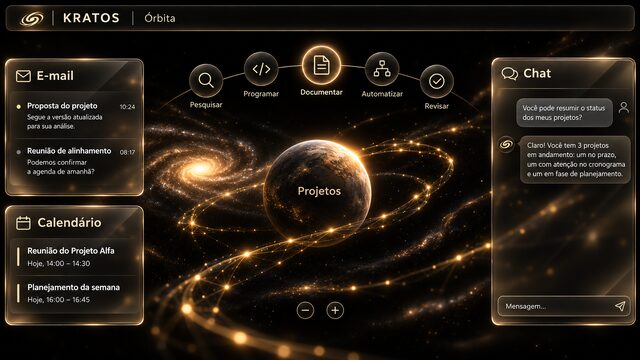 KRATOS
Órbita
E-mail
Proposta do projeto 10:24
Segue a versão atualizada
para sua análise.
Reunião de alinhamento 08:17
Podemos confirmar
a agenda de amanhã?
Calendário
Reunião do Projeto Alfa
Hoje, 14:00 – 14:30
Planejamento da semana
Hoje, 16:00 – 16:45
Pesquisar
Programar
Documentar
Automatizar
Revisar
Projetos
Chat
Você pode resumir o status
dos meus projetos?
Claro! Você tem 3 projetos
em andamento: um no prazo,
um com atenção no cronograma
e um em fase de planejamento.
Mensagem...